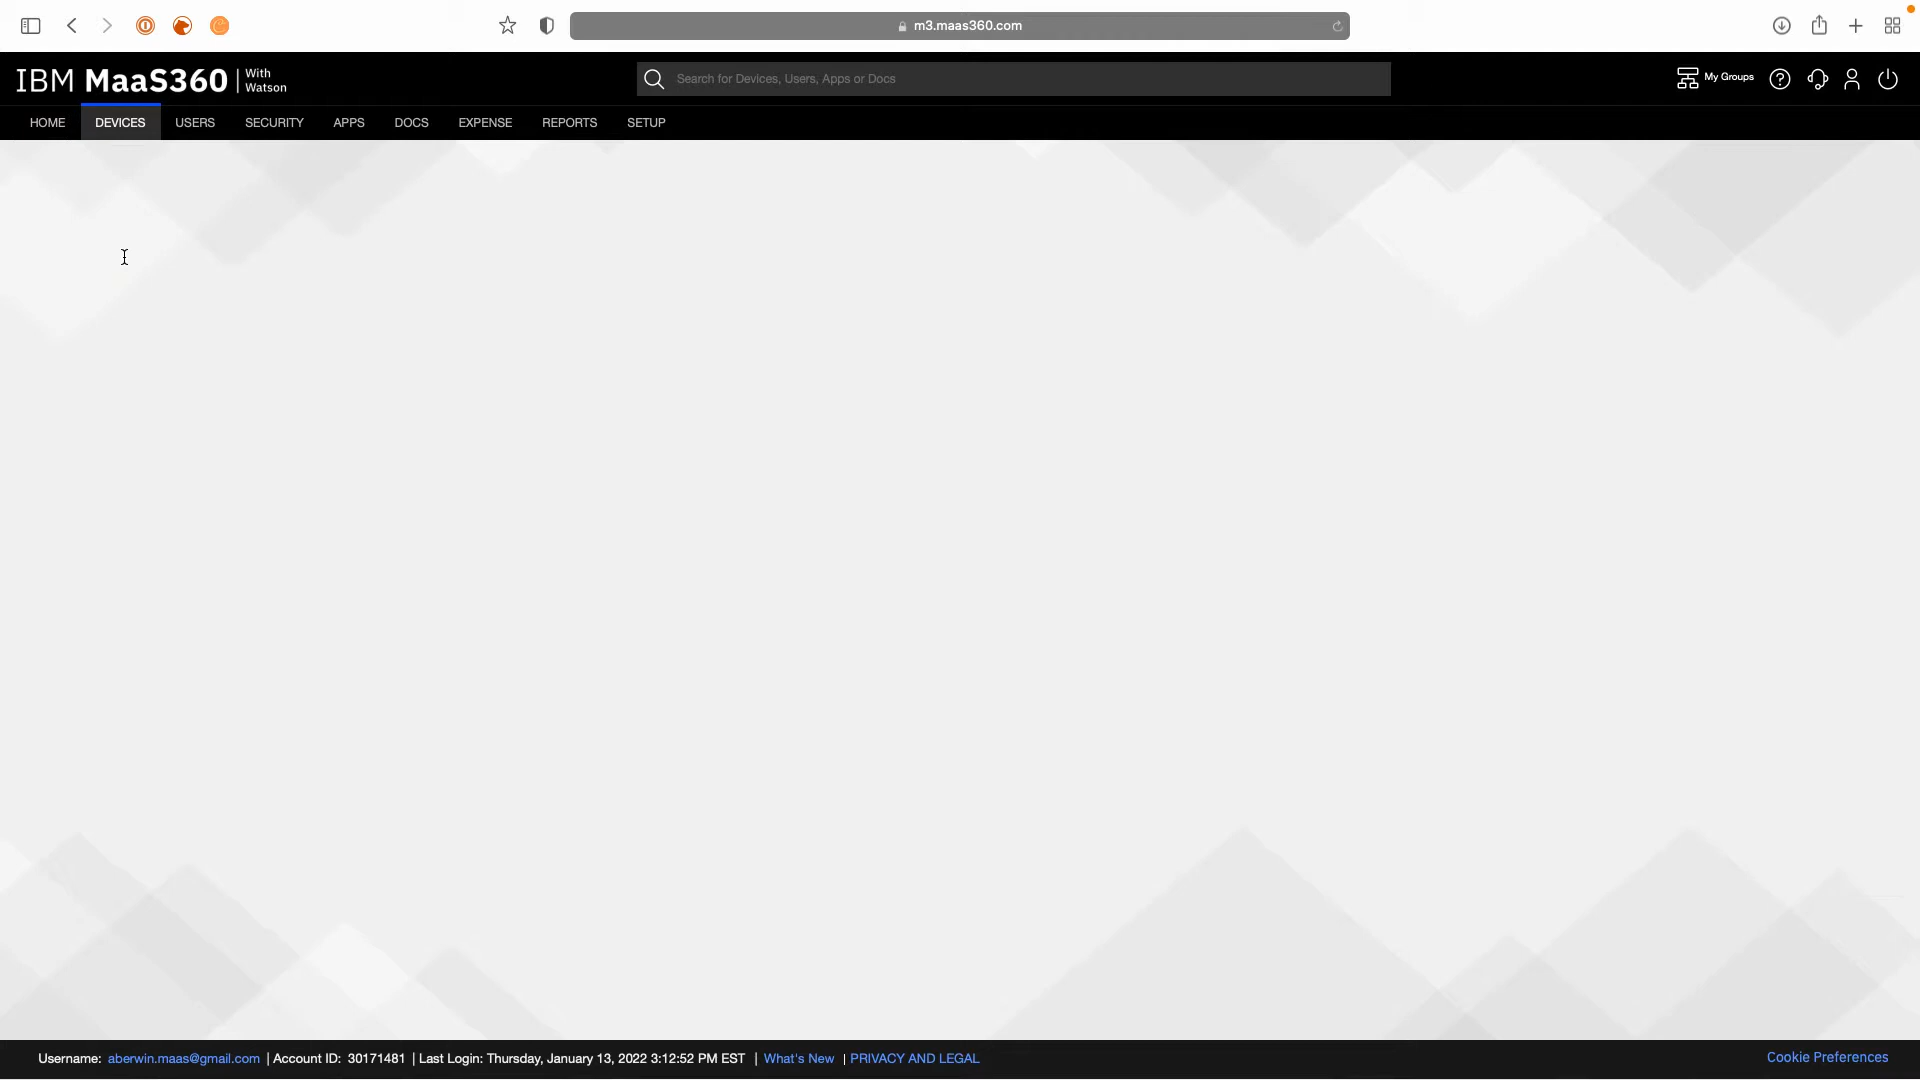 m3.maas360.com
IBM MaaS360 | With Watson
Search for Devices, Users, Apps or Docs
My Groups
HOME DEVICES USERS SECURITY APPS DOCS EXPENSE REPORTS SETUP
Username: aberwin.maas@gmail.com | Account ID: 30171481 | Last Login: Thursday, January 13, 2022 3:12:52 PM EST | What's New | PRIVACY AND LEGAL Cookie Preferences